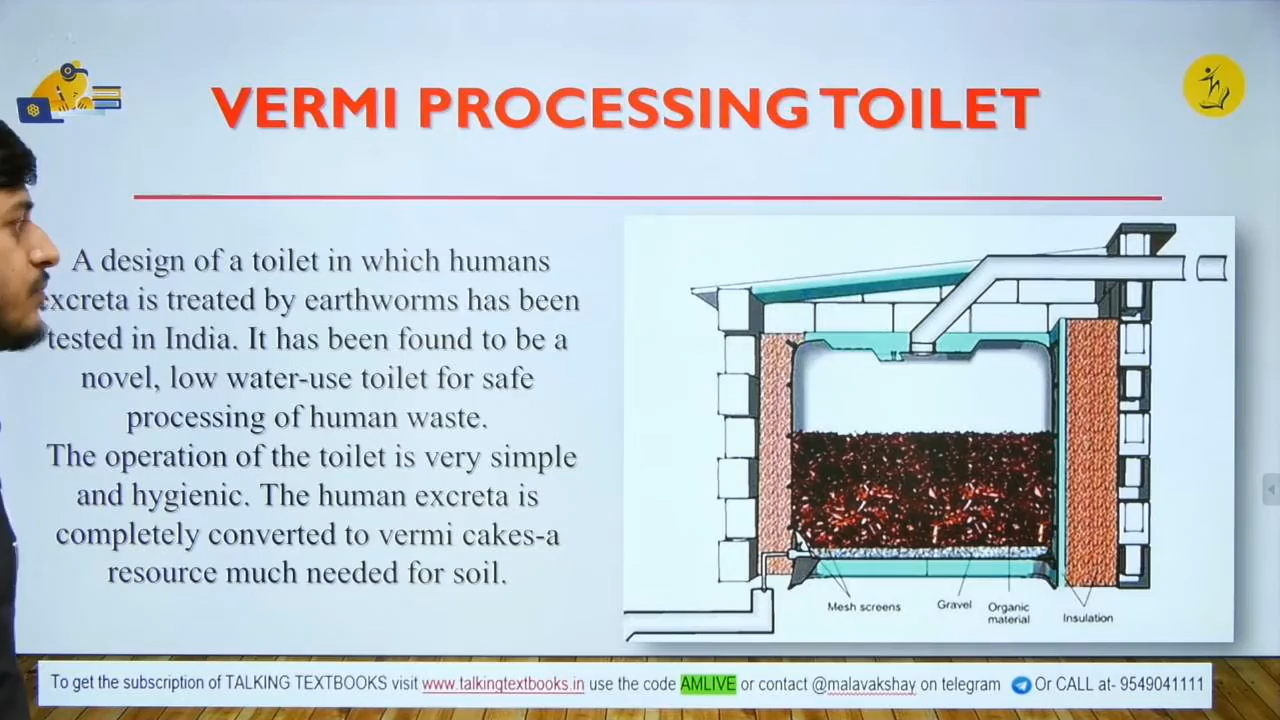 VERMI PROCESSING TOILET
A design of a toilet in which humans
excreta is treated by earthworms has been
tested in India. It has been found to be a
novel, low water-use toilet for safe
processing of human waste.
The operation of the toilet is very simple
and hygienic. The human excreta is
completely converted to vermi cakes-a
resource much needed for soil.
Mesh screens
Gravel
Organic
material
Insulation
To get the subscription of TALKING TEXTBOOKS visit www.talkingtextbooks.in use the code AMLIVE or contact @malavakshay on telegram Or CALL at- 9549041111